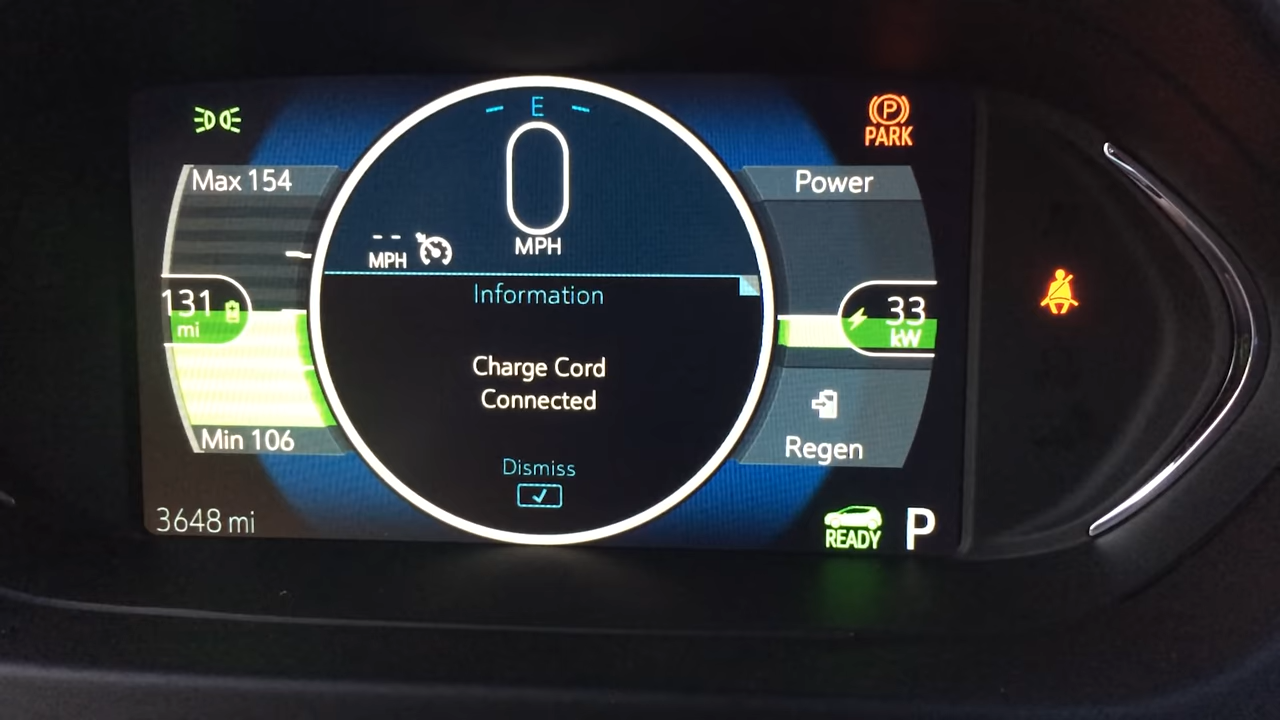 E
PARK
Max 154
0
MPH
-- MPH
Power
Information
131
mi
33
kW
Charge Cord
Connected
Min 106
Regen
Dismiss
3648 mi
READY
P